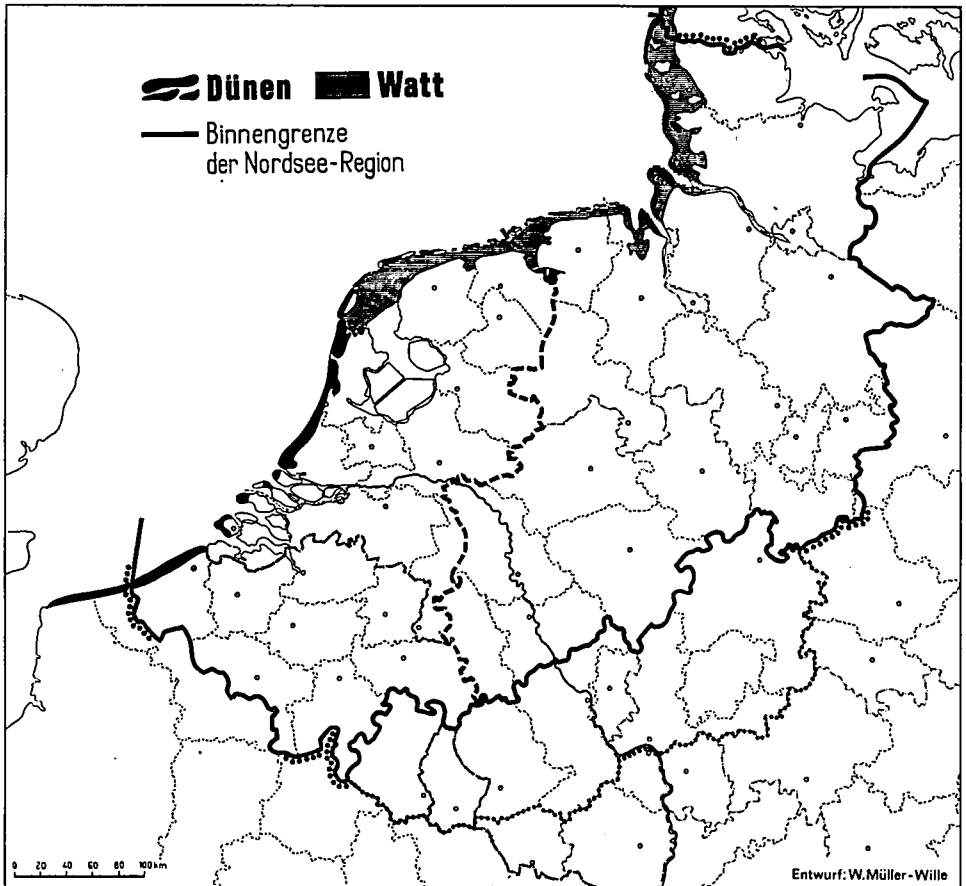 Dünen Watt
Binnengrenze
der Nordsee-Region
0 20 40 60 80 100km
Entwurf: W.Müller-Wille